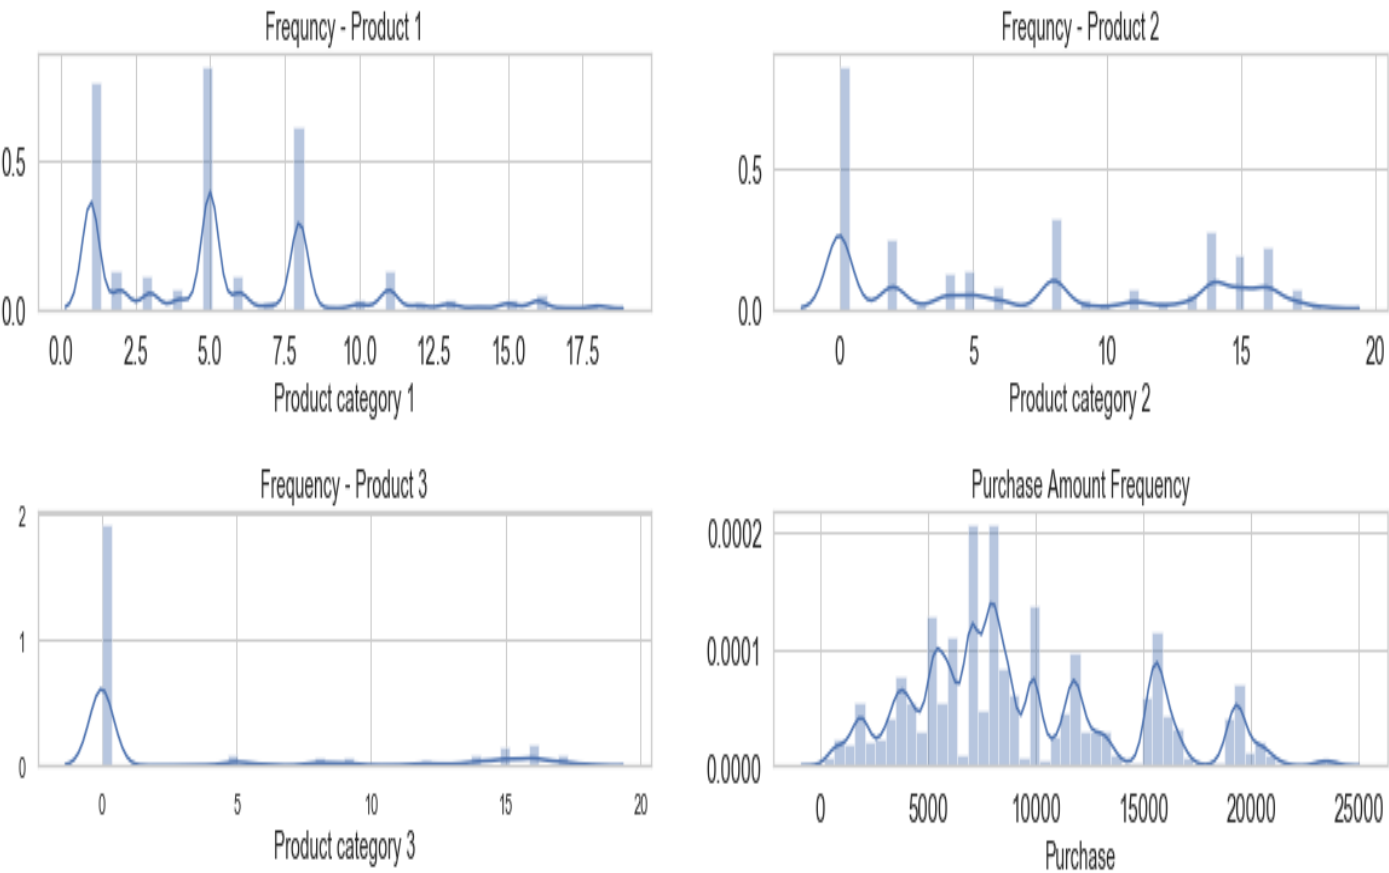 Frequncy - Product 1
0.5
0.0
0.0 2.5 5.0 7.5 10.0 12.5 15.0 17.5
Product category 1
Frequncy - Product 2
0.5
0.0
0 5 10 15 20
Product category 2
Frequency - Product 3
2
1
0
0 5 10 15 20
Product category 3
Purchase Amount Frequency
0.0002
0.0001
0.0000
0 5000 10000 15000 20000 25000
Purchase